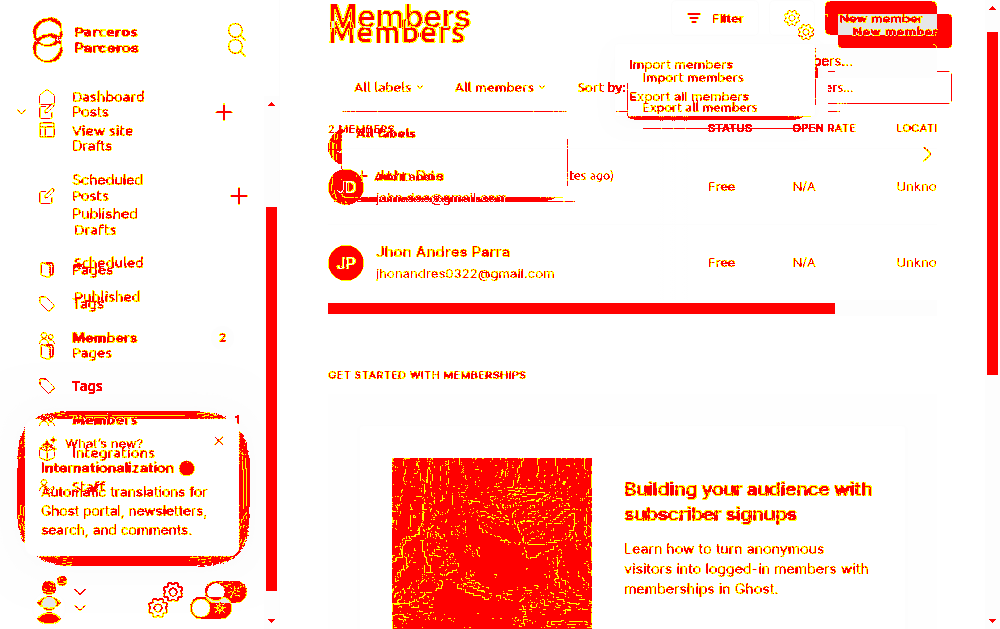 Parceros
Parceros
Dashboard
Posts
View site
Drafts
Scheduled
Posts
Published
Drafts
Scheduled
Pages
Published
Tags
Members 2
Pages
Tags
Members 1
What's new?
Integrations
Internationalization
Staff
Automatic translations for
Ghost portal, newsletters,
search, and comments.
Members
Members
Filter
New member
New member
Import members
Import members
Export all members
Export all members
bers...
ers...
All labels
All members
Sort by:
2 MEMBERS
All Labels
STATUS
OPEN RATE
LOCATI
tes ago)
JD
john.doe@gmail.com
Free
N/A
Unkno
JP
Jhon Andres Parra
jhonandres0322@gmail.com
Free
N/A
Unkno
GET STARTED WITH MEMBERSHIPS
Building your audience with
subscriber signups
Learn how to turn anonymous
visitors into logged-in members with
memberships in Ghost.